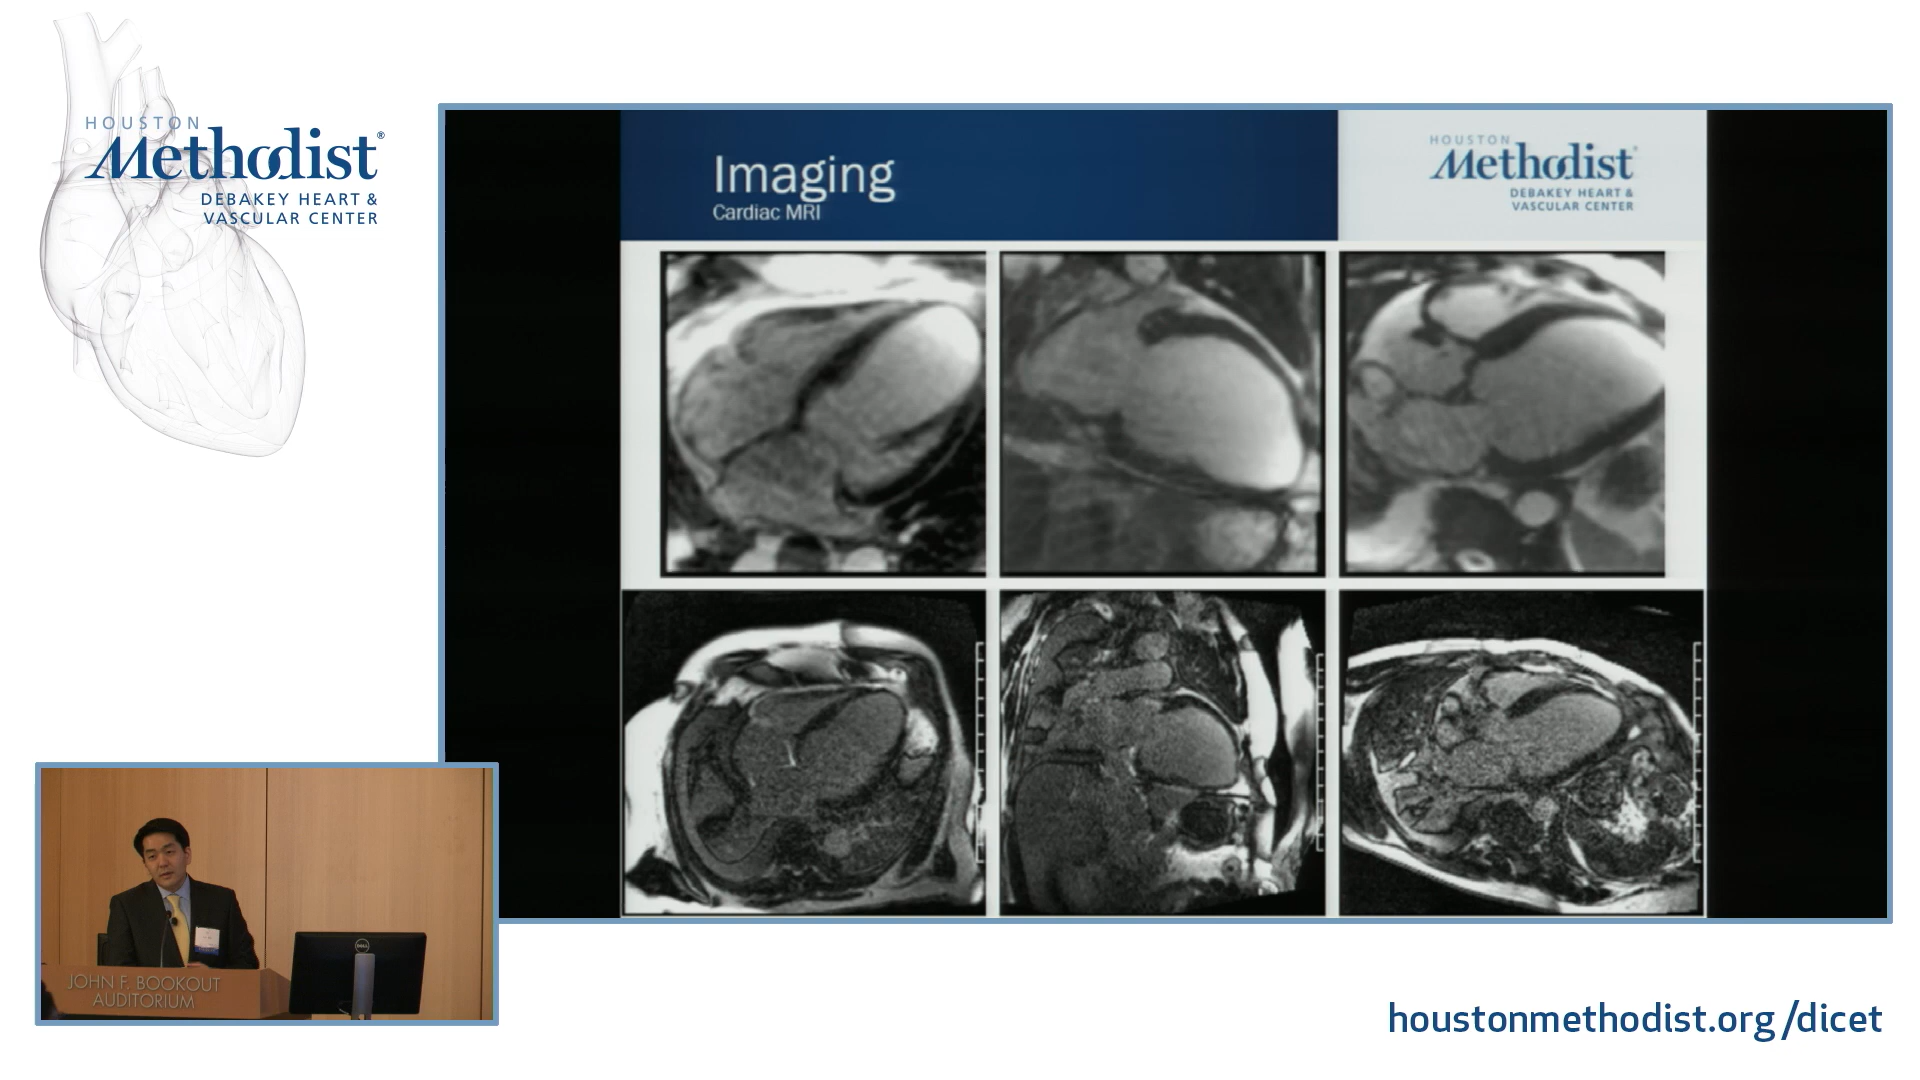 HOUSTON
Methodist®
DEBAKEY HEART &
VASCULAR CENTER
Imaging
Cardiac MRI
HOUSTON
Methodist
DEBAKEY HEART &
VASCULAR CENTER
DELL
JOHN F. BOOKOUT
AUDITORIUM
houstonmethodist.org/dicet